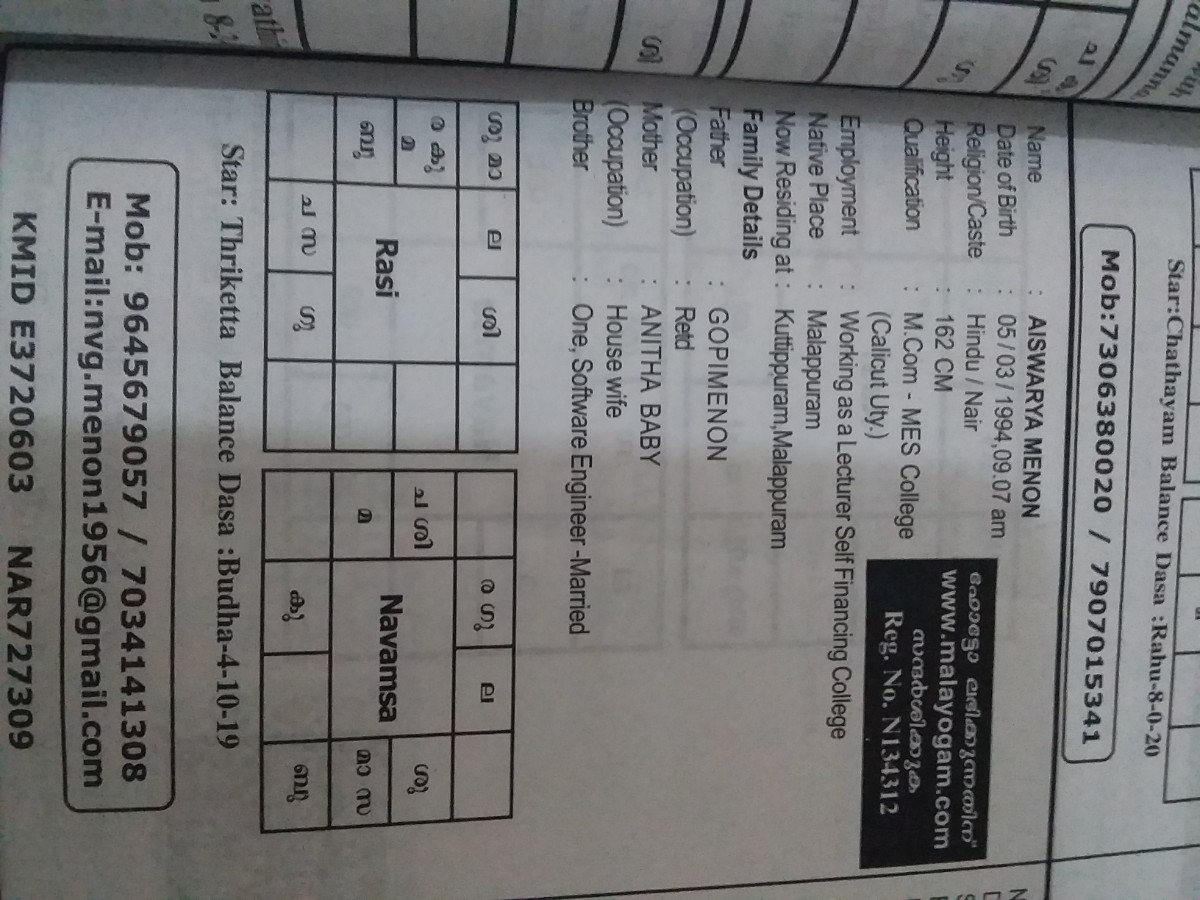 Star:Chathayam Balance Dasa :Rahu-8-0-20
Mob:7306380020 / 7907015341
Name : AISWARYA MENON
Date of Birth : 05 / 03 / 1994,09.07 am
Religion/Caste : Hindu / Nair
Height : 162 CM
Qualification : M.Com - MES College
(Calicut Uty.)
Employment : Working as a Lecturer Self Financing College
Native Place : Malappuram
Now Residing at : Kuttippuram,Malappuram
ഫോട്ടോ ലഭിക്കുന്നതിന്
www.malayogam.com
സന്ദർശിക്കുക
Reg. No. N134312
Family Details
Father : GOPIMENON
(Occupation) : Retd
Mother : ANITHA BABY
(Occupation) : House wife
Brother : One, Software Engineer -Married
ശു മാ ല ശി
ര കു
മ
ബു
Rasi
ച സ ഗു
ര ഗു ല
ച ശി ശു
മ Navamsa മാ സ
കു ബു
Star: Thriketta Balance Dasa :Budha-4-10-19
Mob: 9645679057 / 7034141308
E-mail:nvg.menon1956@gmail.com
KMID E3720603 NAR727309